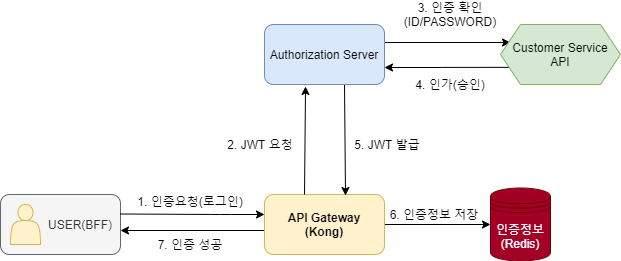 3. 인증 확인
(ID/PASSWORD)
Authorization Server
Customer Service
API
4. 인가(승인)
2. JWT 요청
5. JWT 발급
1. 인증요청(로그인)
USER(BFF)
API Gateway
(Kong)
6. 인증정보 저장
인증정보
(Redis)
7. 인증 성공